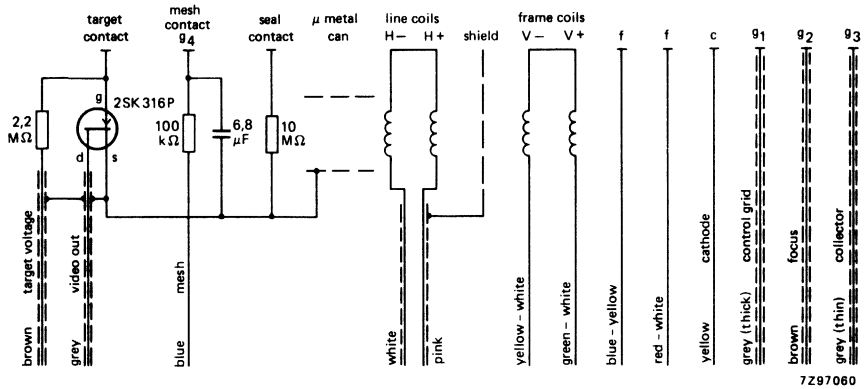 target
contact
mesh
contact
g4
seal
contact
μ metal
can
line coils
H− H+
shield
frame coils
V− V+
f
f
c
g1
g2
g3
g
2SK316P
2,2
MΩ
d
s
100
kΩ
6,8
μF
10
MΩ
target voltage
brown
video out
grey
mesh
blue
white
pink
yellow - white
green - white
blue - yellow
red - white
cathode
yellow
control grid
grey (thick)
focus
brown
collector
grey (thin)
7Z97060